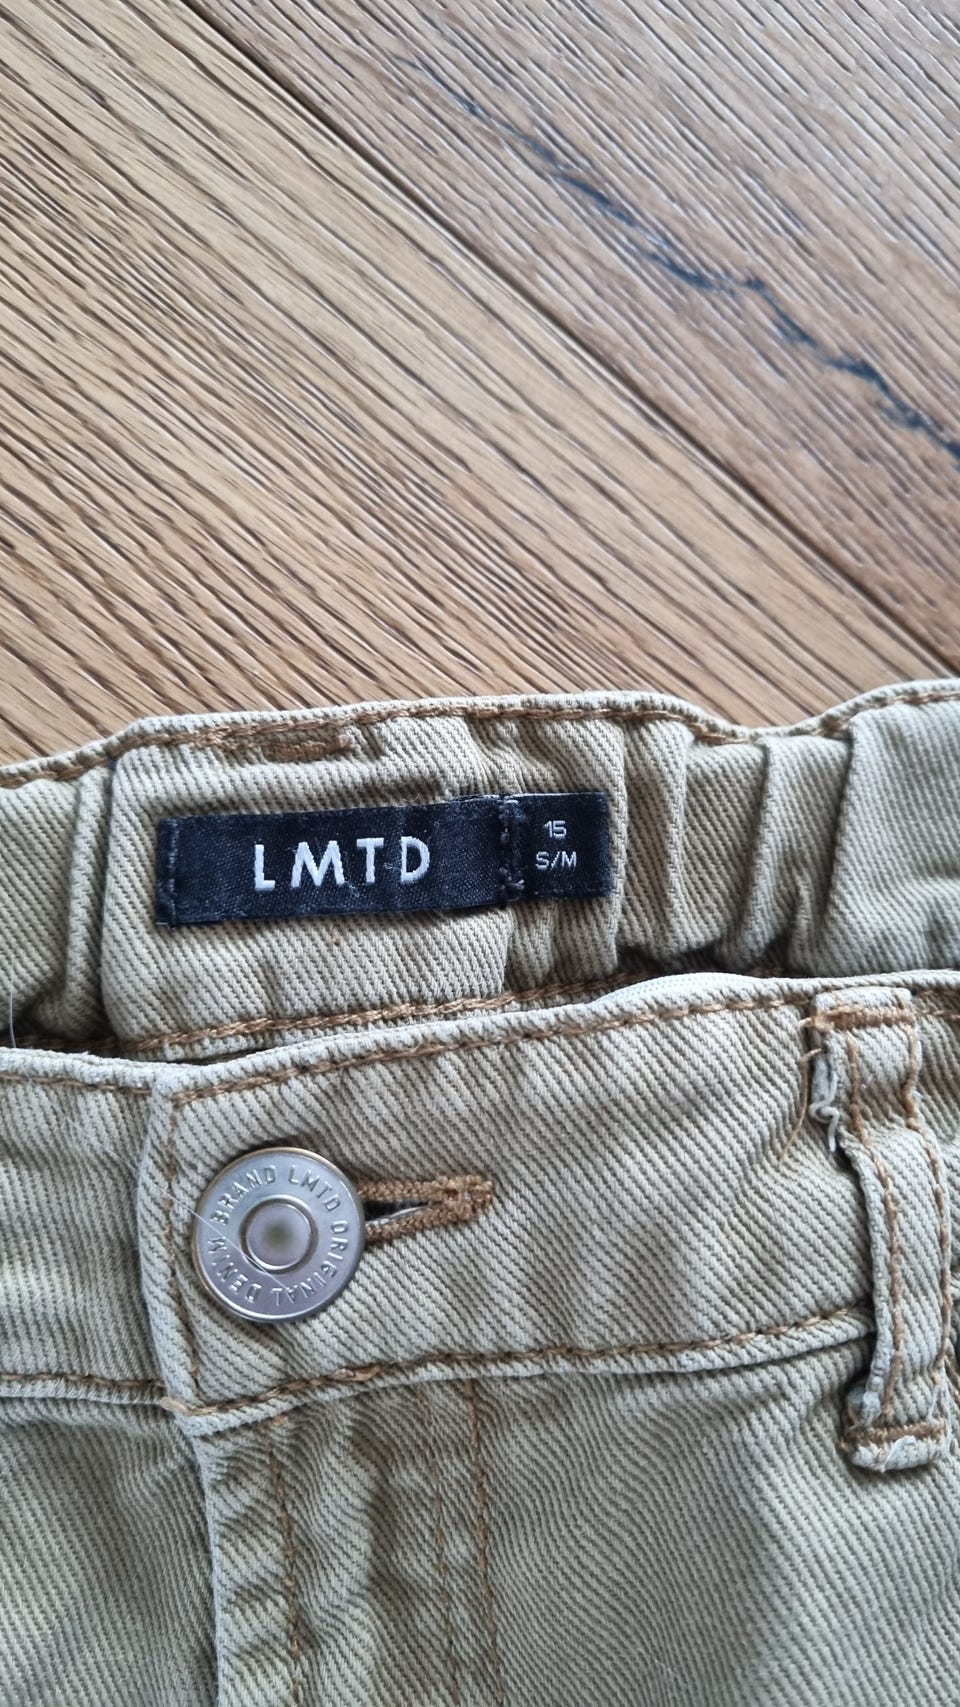 LMTD
15
S/M
BRAND LMTD ORIGINAL DENIM